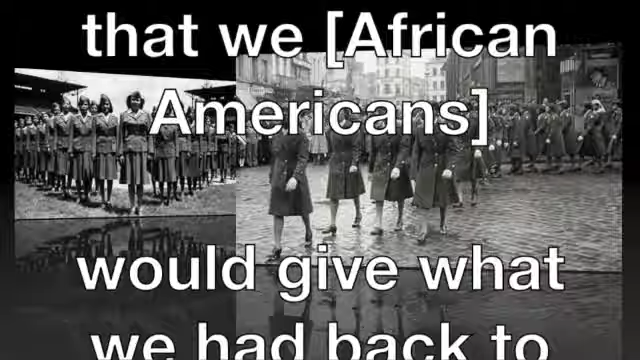 that we [African
Americans]
would give what
we had back to